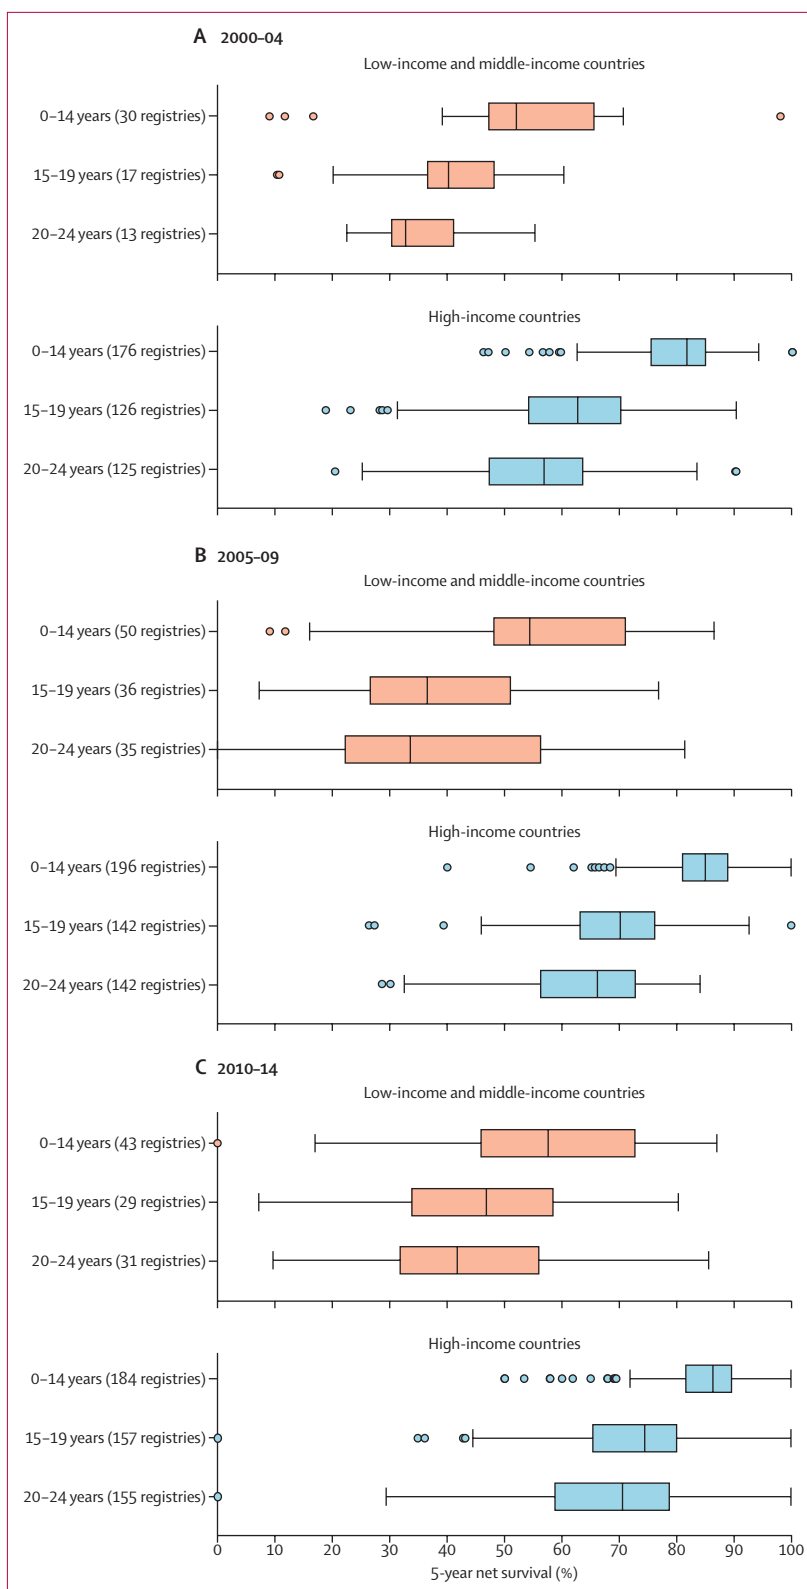 A 2000–04
Low-income and middle-income countries
0–14 years (30 registries)
15–19 years (17 registries)
20–24 years (13 registries)
High-income countries
0–14 years (176 registries)
15–19 years (126 registries)
20–24 years (125 registries)
B 2005–09
Low-income and middle-income countries
0–14 years (50 registries)
15–19 years (36 registries)
20–24 years (35 registries)
High-income countries
0–14 years (196 registries)
15–19 years (142 registries)
20–24 years (142 registries)
C 2010–14
Low-income and middle-income countries
0–14 years (43 registries)
15–19 years (29 registries)
20–24 years (31 registries)
High-income countries
0–14 years (184 registries)
15–19 years (157 registries)
20–24 years (155 registries)
0 10 20 30 40 50 60 70 80 90 100
5-year net survival (%)